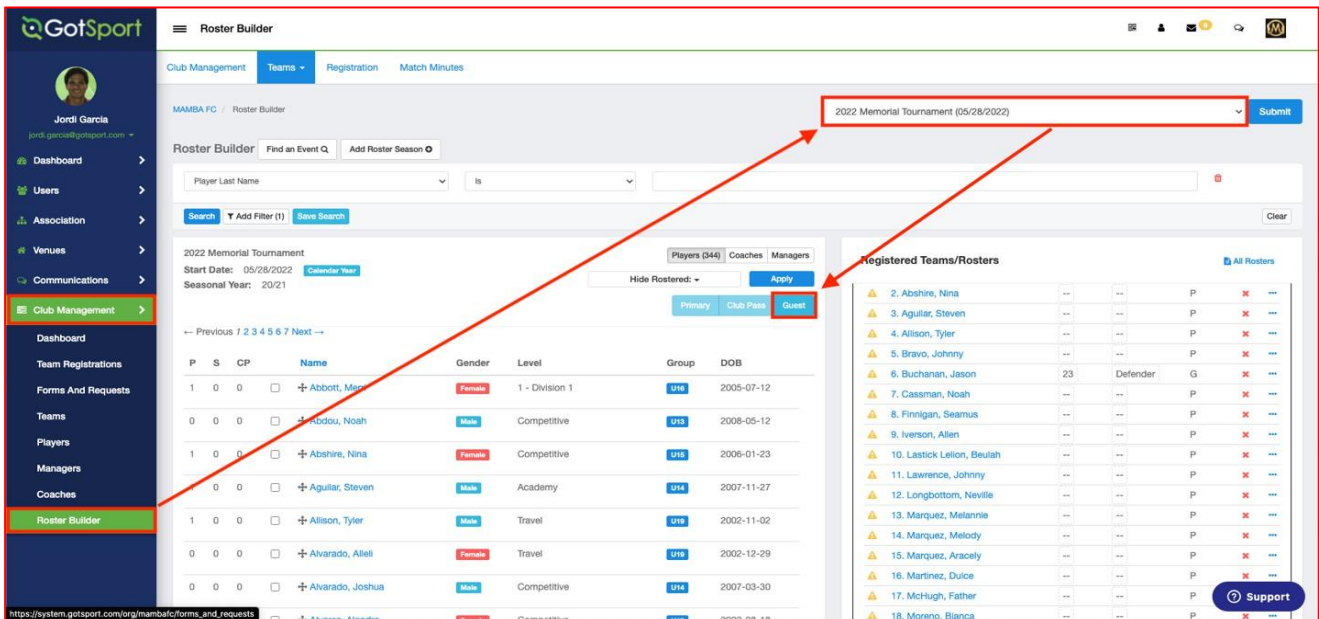 GotSport
Roster Builder
Jordi Garcia
jordi.garcia@gotsport.com
Dashboard
Users
Association
Venues
Communications
Club Management
Dashboard
Team Registrations
Forms And Requests
Teams
Players
Managers
Coaches
Roster Builder
https://system.gotsport.com/org/mambafc/forms_and_requests
Club Management Teams Registration Match Minutes
MAMBA FC / Roster Builder
2022 Memorial Tournament (05/28/2022) Submit
Roster Builder Find an Event Add Roster Season
Player Last Name Is
Search Add Filter (1) Save Search Clear
2022 Memorial Tournament Players (344) Coaches Managers
Start Date: 05/28/2022 Calendar Year
Seasonal Year: 20/21
Hide Rostered: Apply
Primary Club Pass Guest
← Previous 1 2 3 4 5 6 7 Next →
P S CP Name Gender Level Group DOB
1 0 0 Abbott, Female 1 - Division 1 U16 2005-07-12
0 0 0 Abdou, Noah Male Competitive U13 2008-05-12
1 0 0 Abshire, Nina Female Competitive U15 2006-01-23
0 0 Aguilar, Steven Male Academy U14 2007-11-27
1 0 0 Allison, Tyler Male Travel U19 2002-11-02
0 0 0 Alvarado, Alleli Female Travel U19 2002-12-29
0 0 0 Alvarado, Joshua Male Competitive U14 2007-03-30
Registered Teams/Rosters All Rosters
2. Abshire, Nina -- -- P
3. Aguilar, Steven -- -- P
4. Allison, Tyler -- -- P
5. Bravo, Johnny -- -- P
6. Buchanan, Jason 23 Defender G
7. Cassman, Noah -- -- P
8. Finnigan, Seamus -- -- P
9. Iverson, Allen -- -- P
10. Lastick Lelion, Beulah -- -- P
11. Lawrence, Johnny -- -- P
12. Longbottom, Neville -- -- P
13. Marquez, Melannie -- -- P
14. Marquez, Melody -- -- P
15. Marquez, Aracely -- -- P
16. Martinez, Dulce -- -- P
17. McHugh, Father -- -- P
18. Moreno, Bianca -- -- P
Support